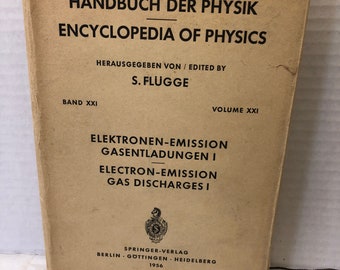 HANDBUCH DER PHYSIK
ENCYCLOPEDIA OF PHYSICS
HERAUSGEGEBEN VON / EDITED BY
S. FLÜGGE
BAND XXI
VOLUME XXI
ELEKTRONEN-EMISSION
GASENTLADUNGEN I
ELECTRON-EMISSION
GAS DISCHARGES I
SPRINGER-VERLAG
BERLIN · GÖTTINGEN · HEIDELBERG
1956